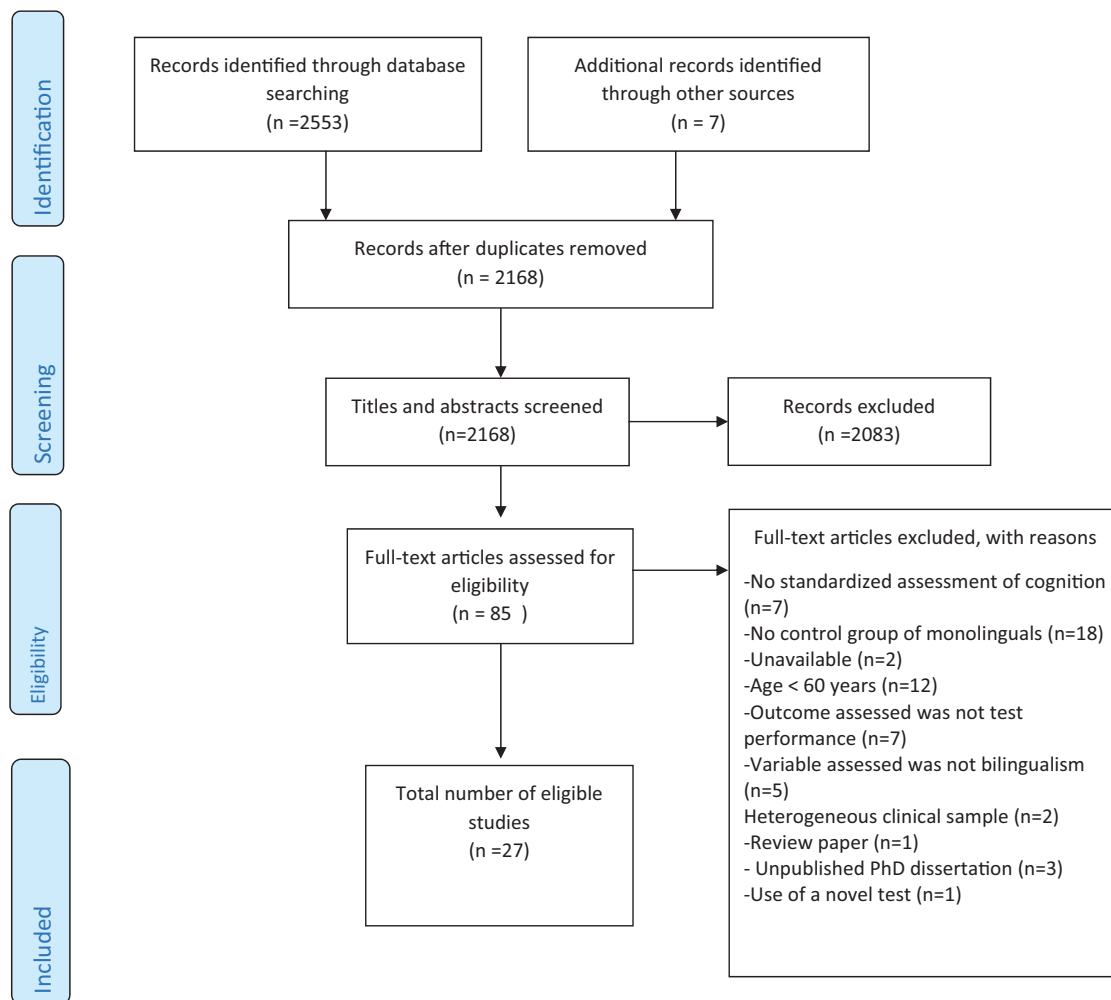 Identification
Records identified through database
searching
(n =2553)
Additional records identified
through other sources
(n = 7)
Records after duplicates removed
(n = 2168)
Screening
Titles and abstracts screened
(n=2168)
Records excluded
(n =2083)
Eligibility
Full-text articles assessed for
eligibility
(n = 85  )
Full-text articles excluded, with reasons
-No standardized assessment of cognition
(n=7)
-No control group of monolinguals (n=18)
-Unavailable (n=2)
-Age < 60 years (n=12)
-Outcome assessed was not test
performance (n=7)
-Variable assessed was not bilingualism
(n=5)
Heterogeneous clinical sample (n=2)
-Review paper (n=1)
- Unpublished PhD dissertation (n=3)
-Use of a novel test (n=1)
Included
Total number of eligible
studies
(n =27)